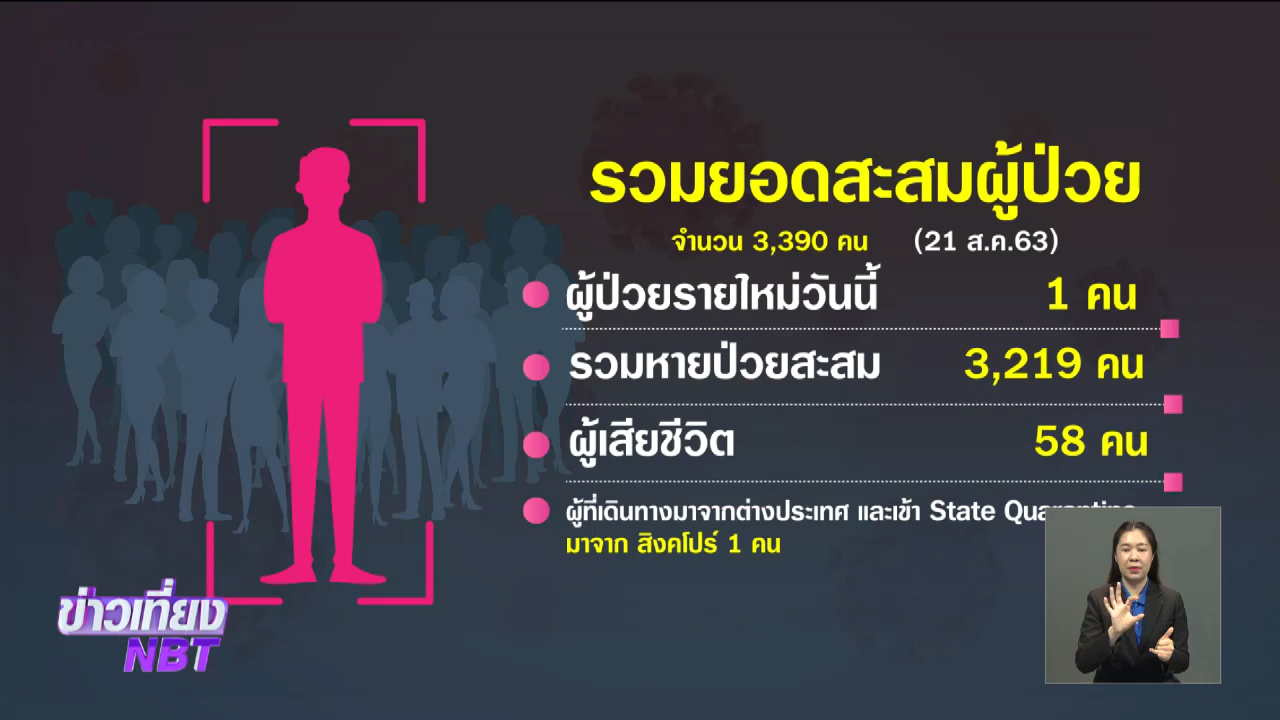 รวมยอดสะสมผู้ป่วย
จำนวน 3,390 คน (21 ส.ค.63)
ผู้ป่วยรายใหม่วันนี้ 1 คน
รวมหายป่วยสะสม 3,219 คน
ผู้เสียชีวิต 58 คน
ผู้ที่เดินทางมาจากต่างประเทศ และเข้า State
มาจาก สิงคโปร์ 1 คน
ข่าวเที่ยง
NBT